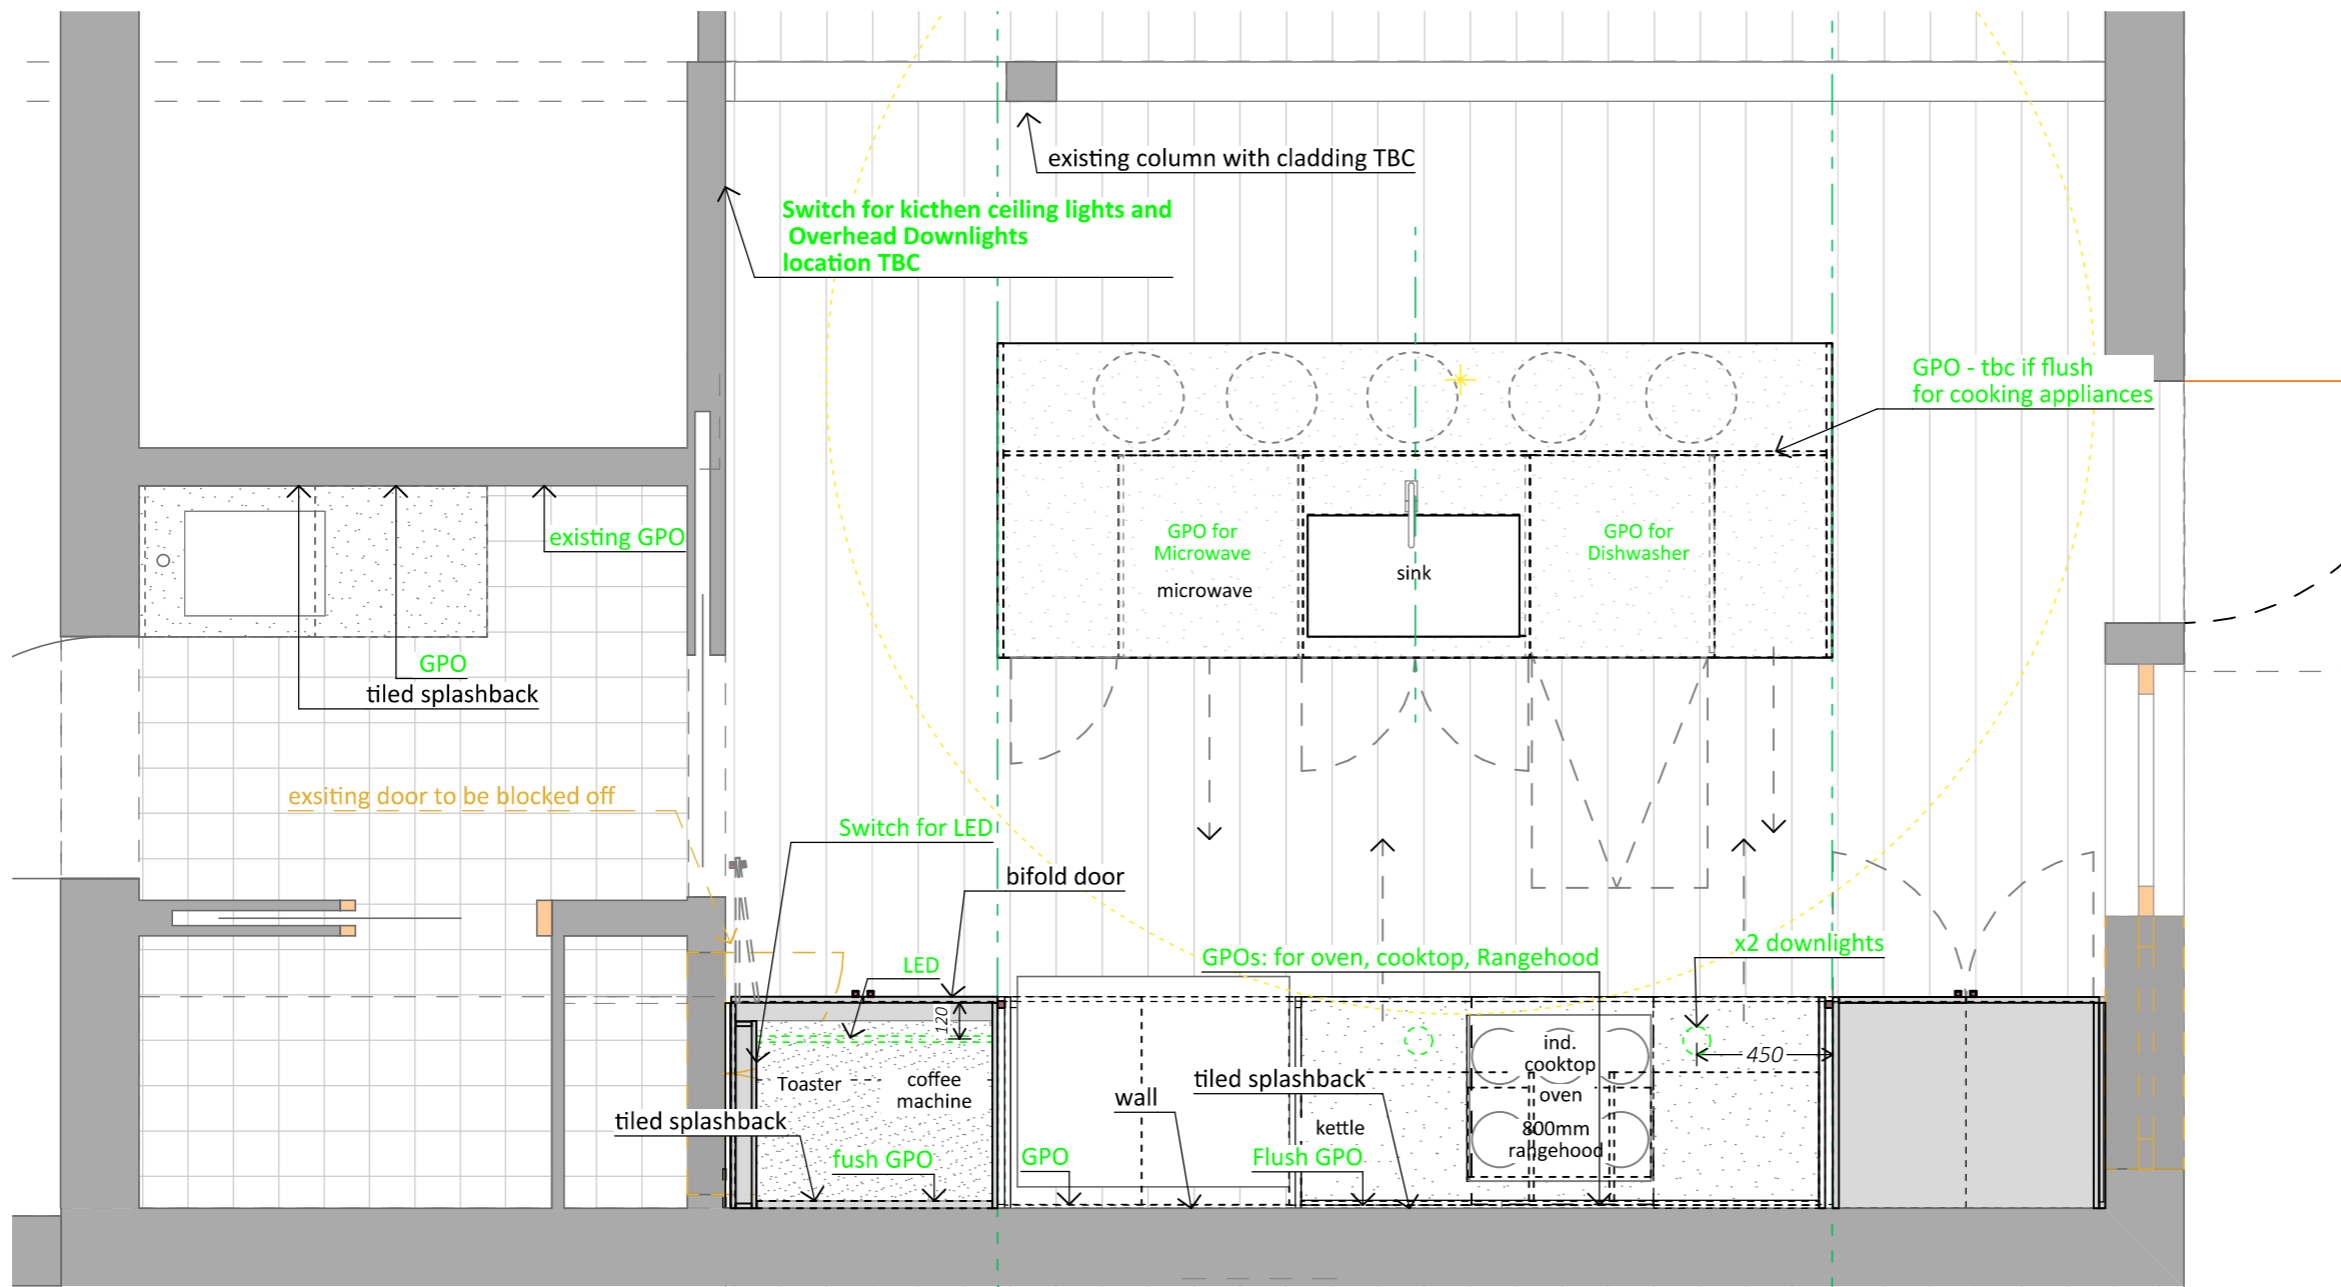 existing column with cladding TBC
Switch for kicthen ceiling lights and
Overhead Downlights
location TBC
GPO - tbc if flush
for cooking appliances
existing GPO
GPO for
Microwave
microwave
sink
GPO for
Dishwasher
GPO
tiled splashback
exsiting door to be blocked off
Switch for LED
bifold door
LED
GPOs: for oven, cooktop, Rangehood
x2 downlights
120
ind.
cooktop
450
Toaster
coffee
machine
tiled splashback
oven
wall
tiled splashback
kettle
800mm
rangehood
fush GPO
GPO
Flush GPO